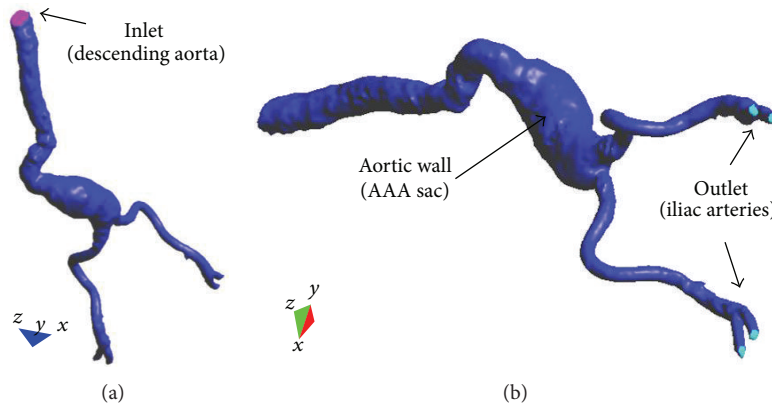 Inlet
(descending aorta)
z
y
x
(a)
Aortic wall
(AAA sac)
Outlet
(iliac arteries)
z
y
x
(b)